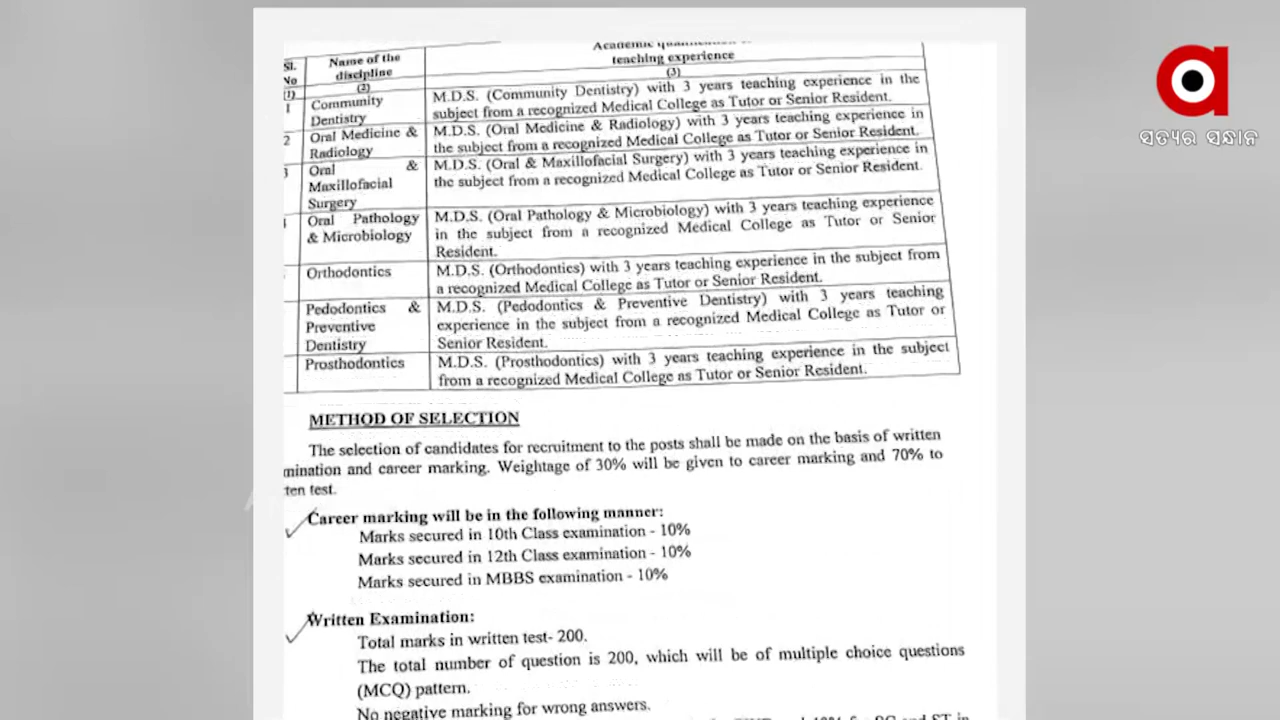 Academic
teaching experience
Sl.
No
Name of the
discipline
(1)
(2)
(3)
1
Community
Dentistry
M.D.S. (Community Dentistry) with 3 years teaching experience in the
subject from a recognized Medical College as Tutor or Senior Resident.
2
Oral Medicine &
Radiology
M.D.S. (Oral Medicine & Radiology) with 3 years teaching experience in
the subject from a recognized Medical College as Tutor or Senior Resident.
Oral &
Maxillofacial
Surgery
M.D.S. (Oral & Maxillofacial Surgery) with 3 years teaching experience in
the subject from a recognized Medical College as Tutor or Senior Resident.
Oral Pathology
& Microbiology
M.D.S. (Oral Pathology & Microbiology) with 3 years teaching experience
in the subject from a recognized Medical College as Tutor or Senior
Resident.
Orthodontics
M.D.S. (Orthodontics) with 3 years teaching experience in the subject from
a recognized Medical College as Tutor or Senior Resident.
Pedodontics &
Preventive
Dentistry
M.D.S. (Pedodontics & Preventive Dentistry) with 3 years teaching
experience in the subject from a recognized Medical College as Tutor or
Senior Resident.
Prosthodontics
M.D.S. (Prosthodontics) with 3 years teaching experience in the subject
from a recognized Medical College as Tutor or Senior Resident.
METHOD OF SELECTION
The selection of candidates for recruitment to the posts shall be made on the basis of written
mination and career marking. Weightage of 30% will be given to career marking and 70% to
ten test.
Career marking will be in the following manner:
Marks secured in 10th Class examination - 10%
Marks secured in 12th Class examination - 10%
Marks secured in MBBS examination - 10%
Written Examination:
Total marks in written test- 200.
The total number of question is 200, which will be of multiple choice questions
(MCQ) pattern.
No negative marking for wrong answers.
ସତ୍ୟର ସନ୍ଧାନ